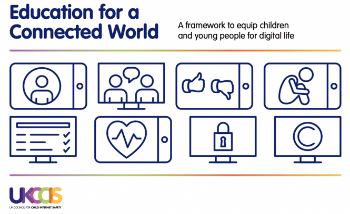 Education for a
Connected World
A framework to equip children
and young people for digital life
©
UKCCIS
UK COUNCIL FOR CHILD INTERNET SAFETY